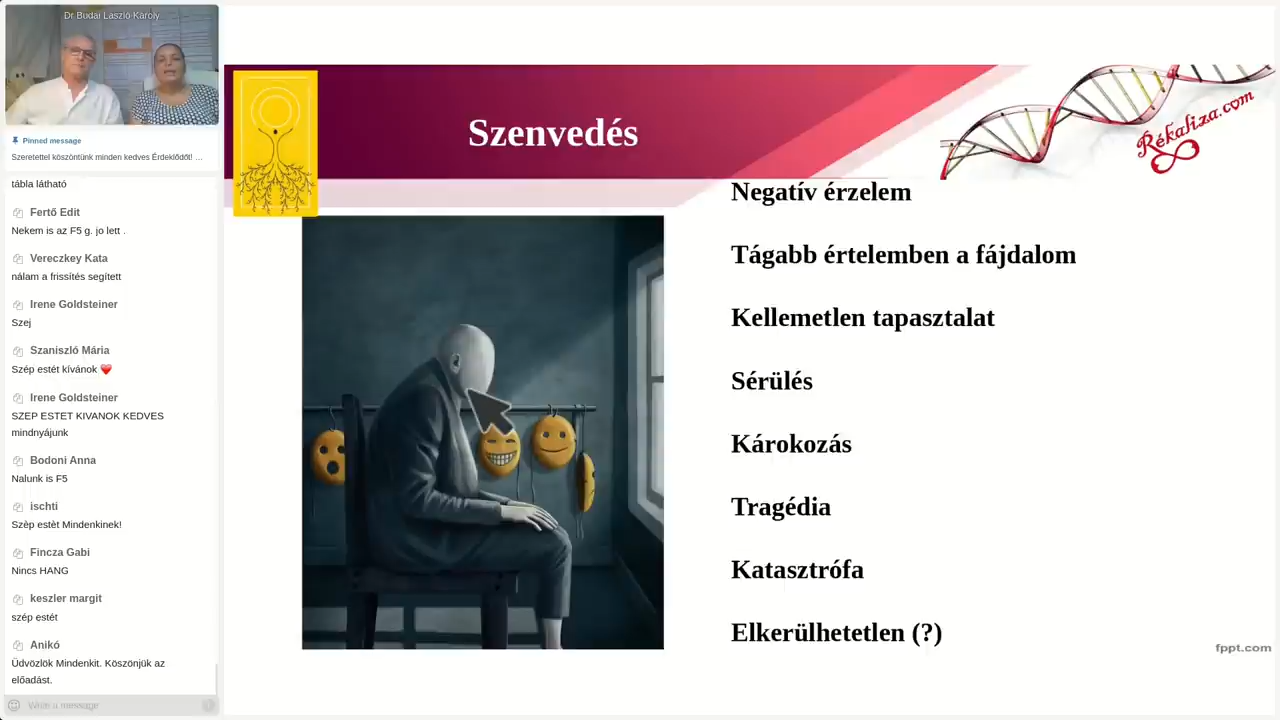 Dr Budai László Károly
Pinned message
Szeretettel köszöntünk minden kedves Érdeklődőt! ...
tábla látható
Fertő Edit
Nekem is az F5 g. jo lett .
Vereczkey Kata
nálam a frissítés segített
Irene Goldsteiner
Szej
Szaniszló Mária
Szép estét kívánok ❤️
Irene Goldsteiner
SZEP ESTET KIVANOK KEDVES
mindnyájunk
Bodoni Anna
Nalunk is F5
ischti
Szèp estèt Mindenkinek!
Fincza Gabi
Nincs HANG
keszler margit
szép estét
Anikó
Üdvözlök Mindenkit. Köszönjük az
előadást.
Write a message
Szenvedés
Rékaliza.com
Negatív érzelem
Tágabb értelemben a fájdalom
Kellemetlen tapasztalat
Sérülés
Károkozás
Tragédia
Katasztrófa
Elkerülhetetlen (?)
fppt.com